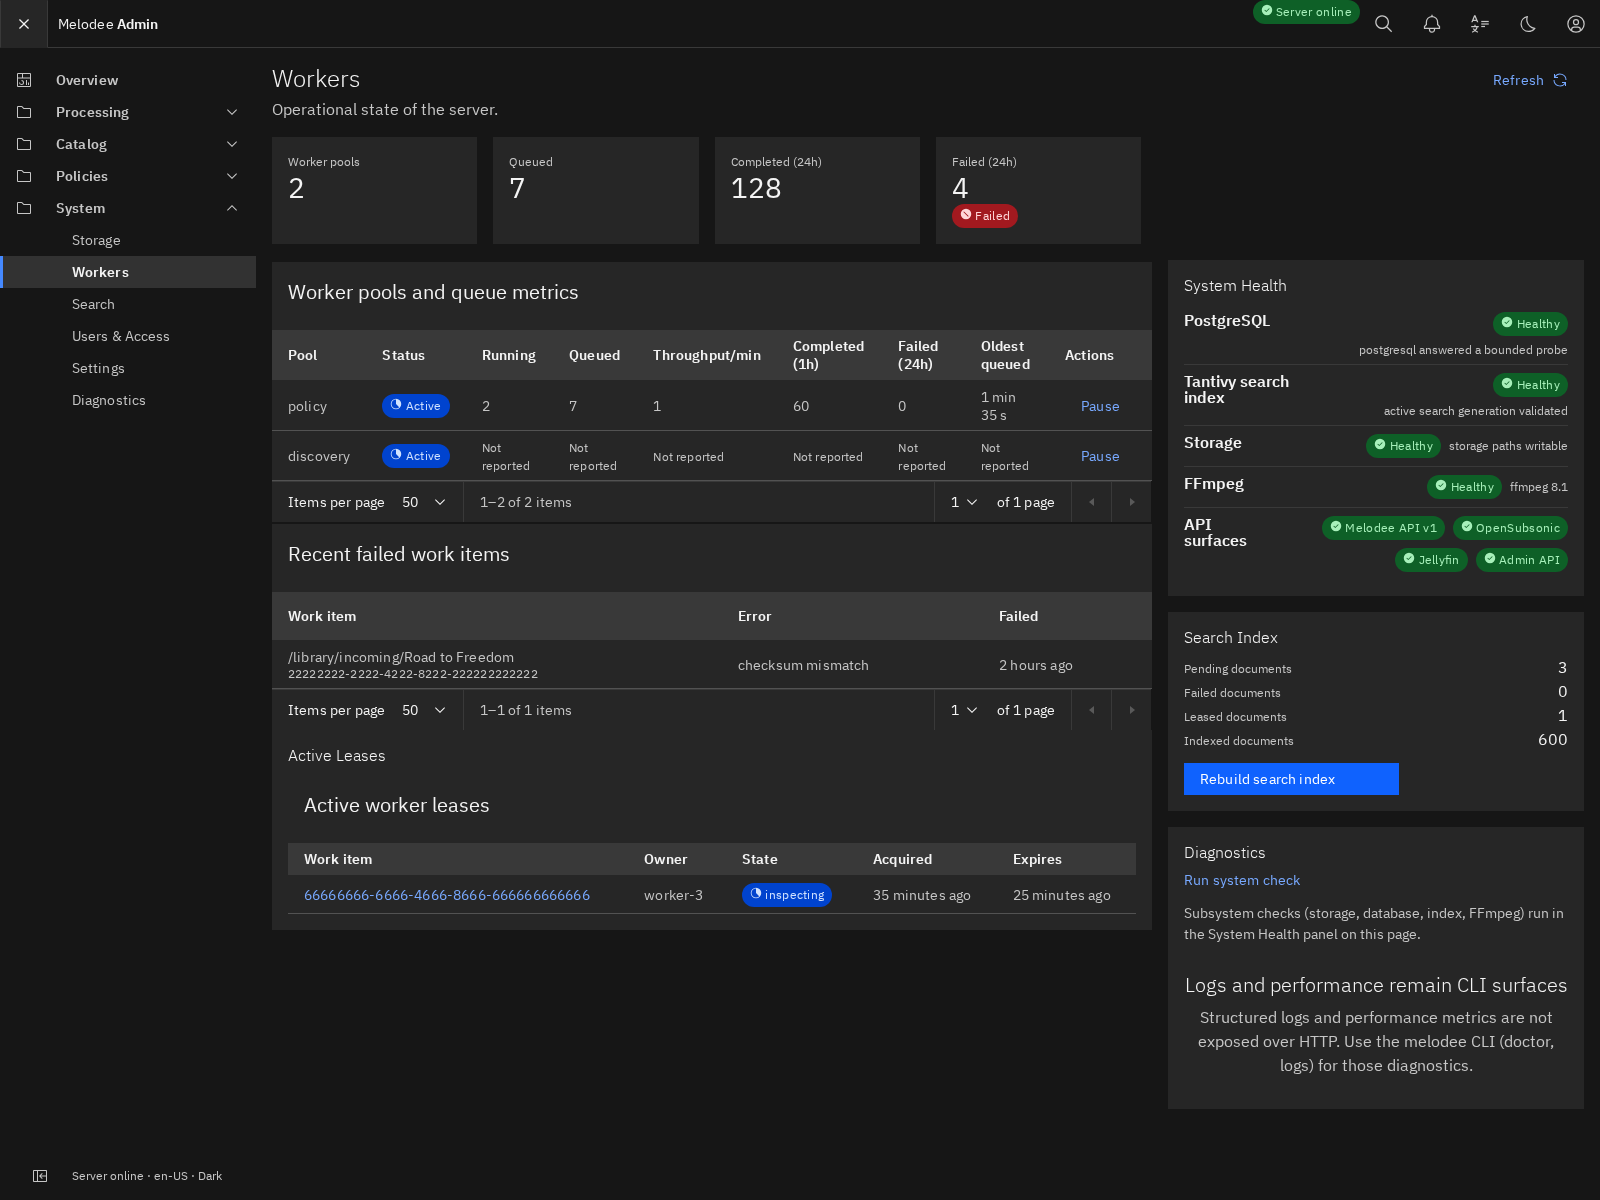 Melodee Admin
Server online
Overview
Processing
Catalog
Policies
System
Storage
Workers
Search
Users & Access
Settings
Diagnostics
Server online · en-US · Dark
Workers
Refresh
Operational state of the server.
Worker pools
2
Queued
7
Completed (24h)
128
Failed (24h)
4
Failed
Worker pools and queue metrics
Pool Status Running Queued Throughput/min Completed (1h) Failed (24h) Oldest queued Actions
policy Active 2 7 1 60 0 1 min 35 s Pause
discovery Active Not reported Not reported Not reported Not reported Not reported Not reported Pause
Items per page 50 1–2 of 2 items 1 of 1 page
Recent failed work items
Work item Error Failed
/library/incoming/Road to Freedom
22222222-2222-4222-8222-222222222222
checksum mismatch
2 hours ago
Items per page 50 1–1 of 1 items 1 of 1 page
Active Leases
Active worker leases
Work item Owner State Acquired Expires
66666666-6666-4666-8666-666666666666 worker-3 inspecting 35 minutes ago 25 minutes ago
System Health
PostgreSQL Healthy
postgresql answered a bounded probe
Tantivy search
index
Healthy
active search generation validated
Storage Healthy storage paths writable
FFmpeg Healthy ffmpeg 8.1
API
surfaces
Melodee API v1 OpenSubsonic
Jellyfin Admin API
Search Index
Pending documents 3
Failed documents 0
Leased documents 1
Indexed documents 600
Rebuild search index
Diagnostics
Run system check
Subsystem checks (storage, database, index, FFmpeg) run in
the System Health panel on this page.
Logs and performance remain CLI surfaces
Structured logs and performance metrics are not
exposed over HTTP. Use the melodee CLI (doctor,
logs) for those diagnostics.